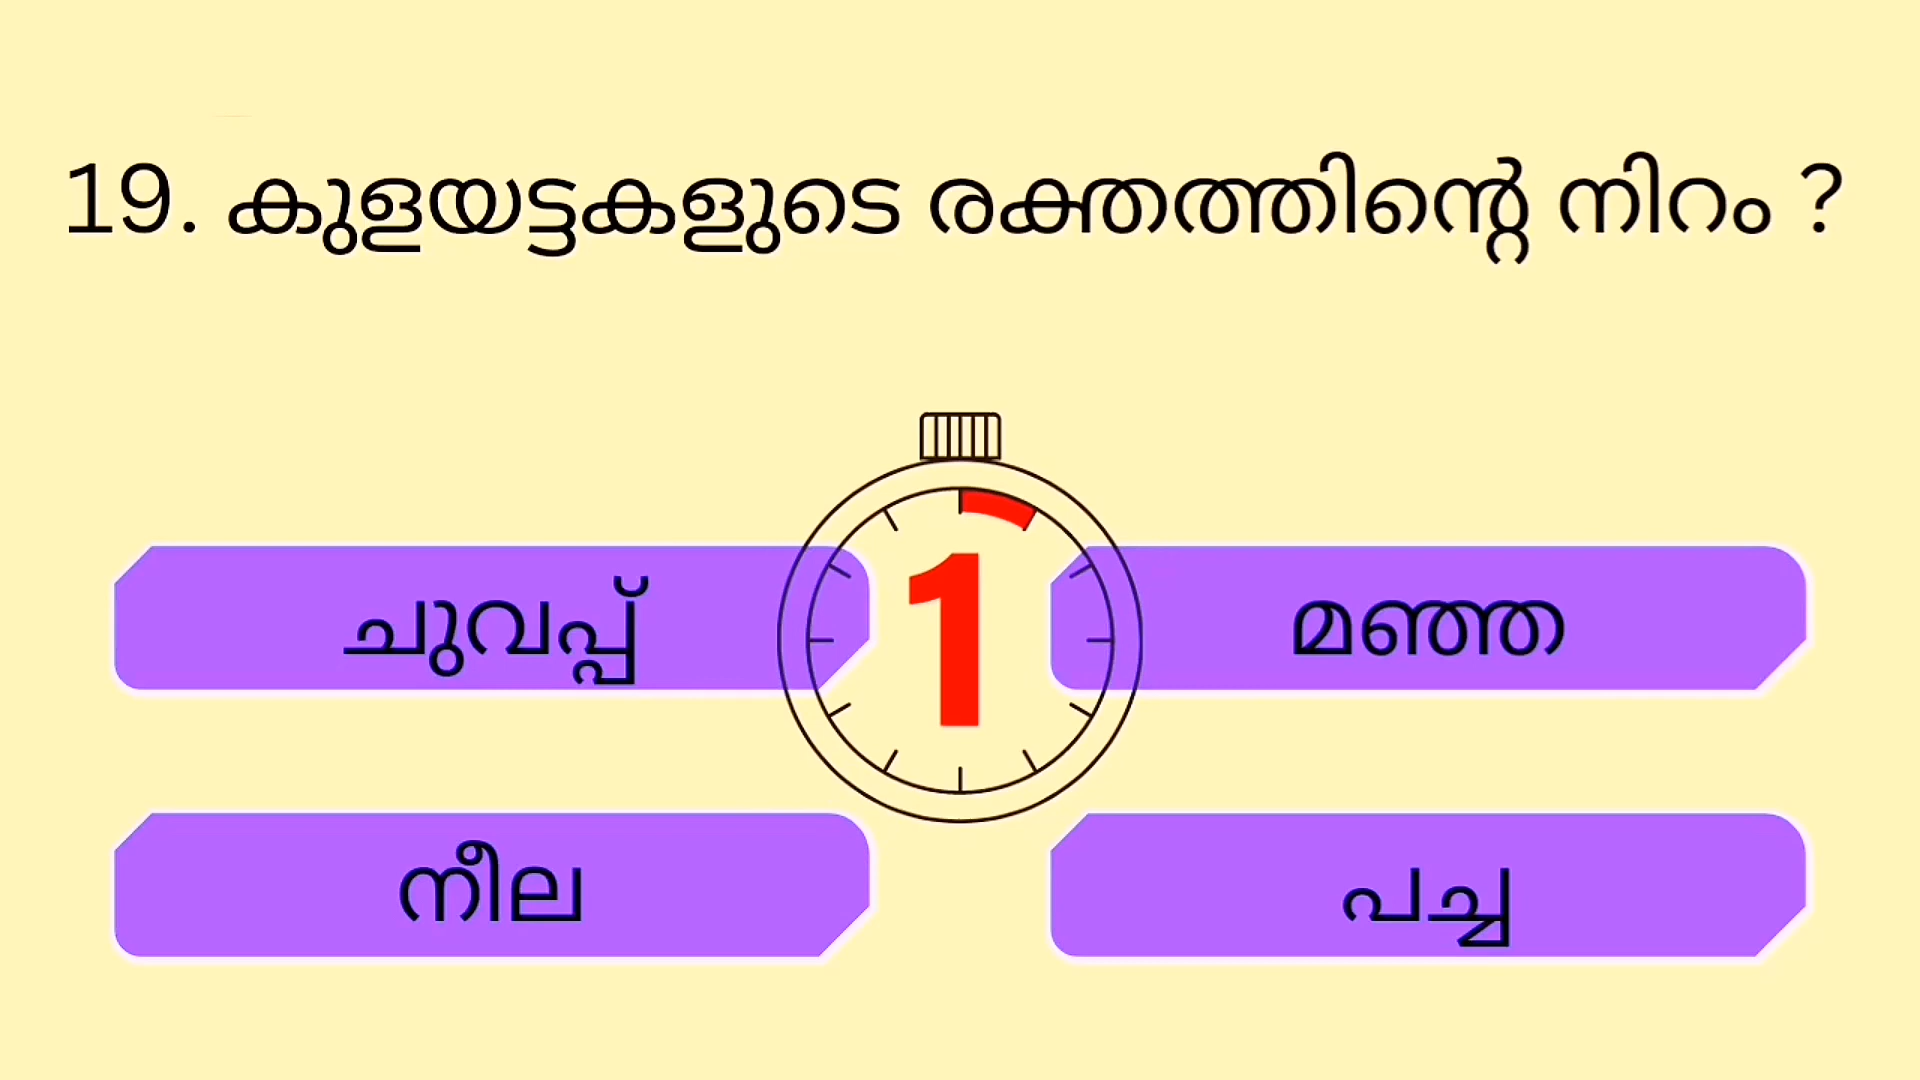 19. കുളയട്ടകളുടെ രക്തത്തിന്റെ നിറം ?
1
ചുവപ്പ്
മഞ്ഞ
നീല
പച്ച